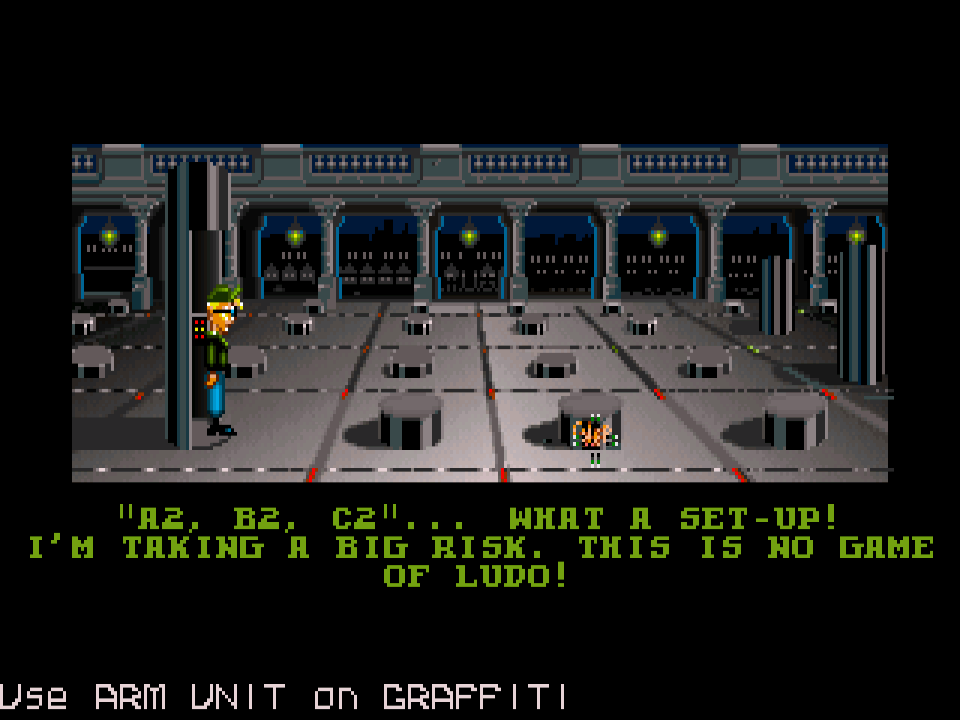 "A2, B2, C2"... WHAT A SET-UP!
I'M TAKING A BIG RISK. THIS IS NO GAME
OF LUDO!
Use ARM UNIT on GRAFFITI